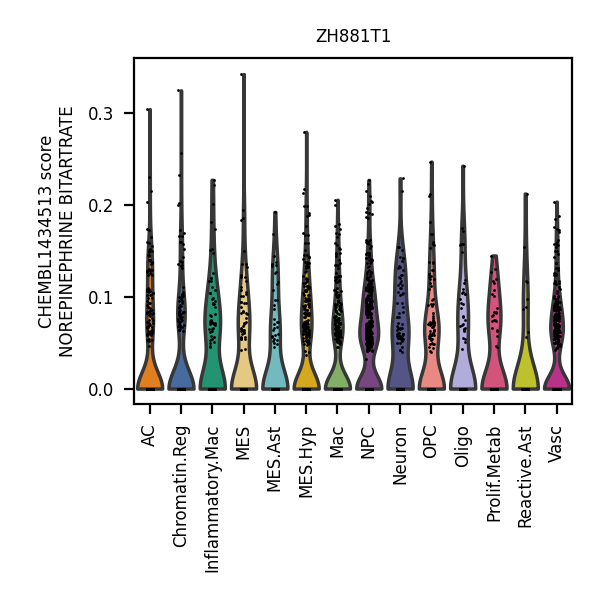 ZH881T1
CHEMBL1434513 score
NOREPINEPHRINE BITARTRATE
0.3
0.2
0.1
0.0
AC
Chromatin.Reg
Inflammatory.Mac
MES
MES.Ast
MES.Hyp
Mac
NPC
Neuron
OPC
Oligo
Prolif.Metab
Reactive.Ast
Vasc